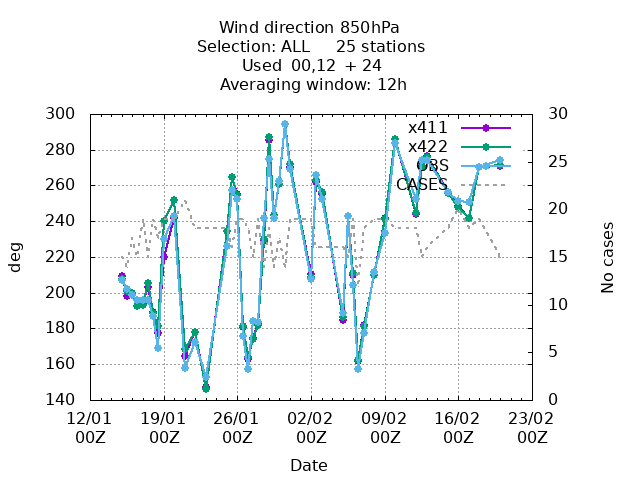 Wind direction 850hPa
Selection: ALL 25 stations
Used 00,12 + 24
Averaging window: 12h
300
280
260
240
220
200
180
160
140
deg
30
25
20
15
10
5
0
No cases
x411
x422
OBS
CASES
12/01 19/01 26/01 02/02 09/02 16/02 23/02
00Z 00Z 00Z 00Z 00Z 00Z 00Z
Date